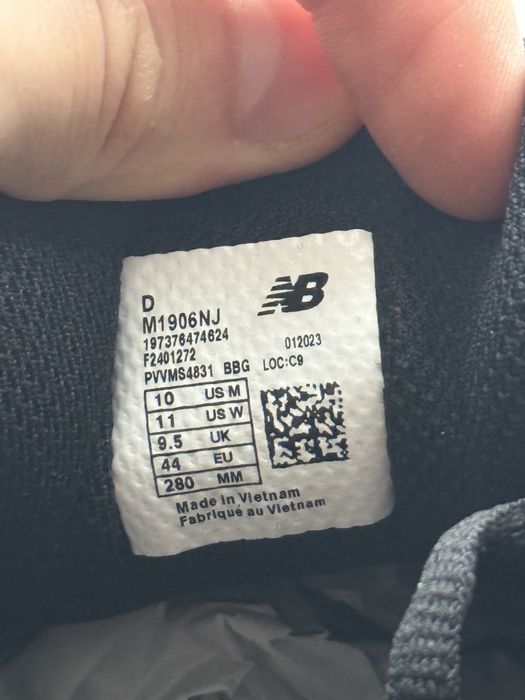 NB
D
M1906NJ
197376474624
012023
F2401272
PVVMS4831 BBG LOC:C9
10 US M
11 US W
9.5 UK
44 EU
280 MM
Made in Vietnam
Fabriqué au Vietnam